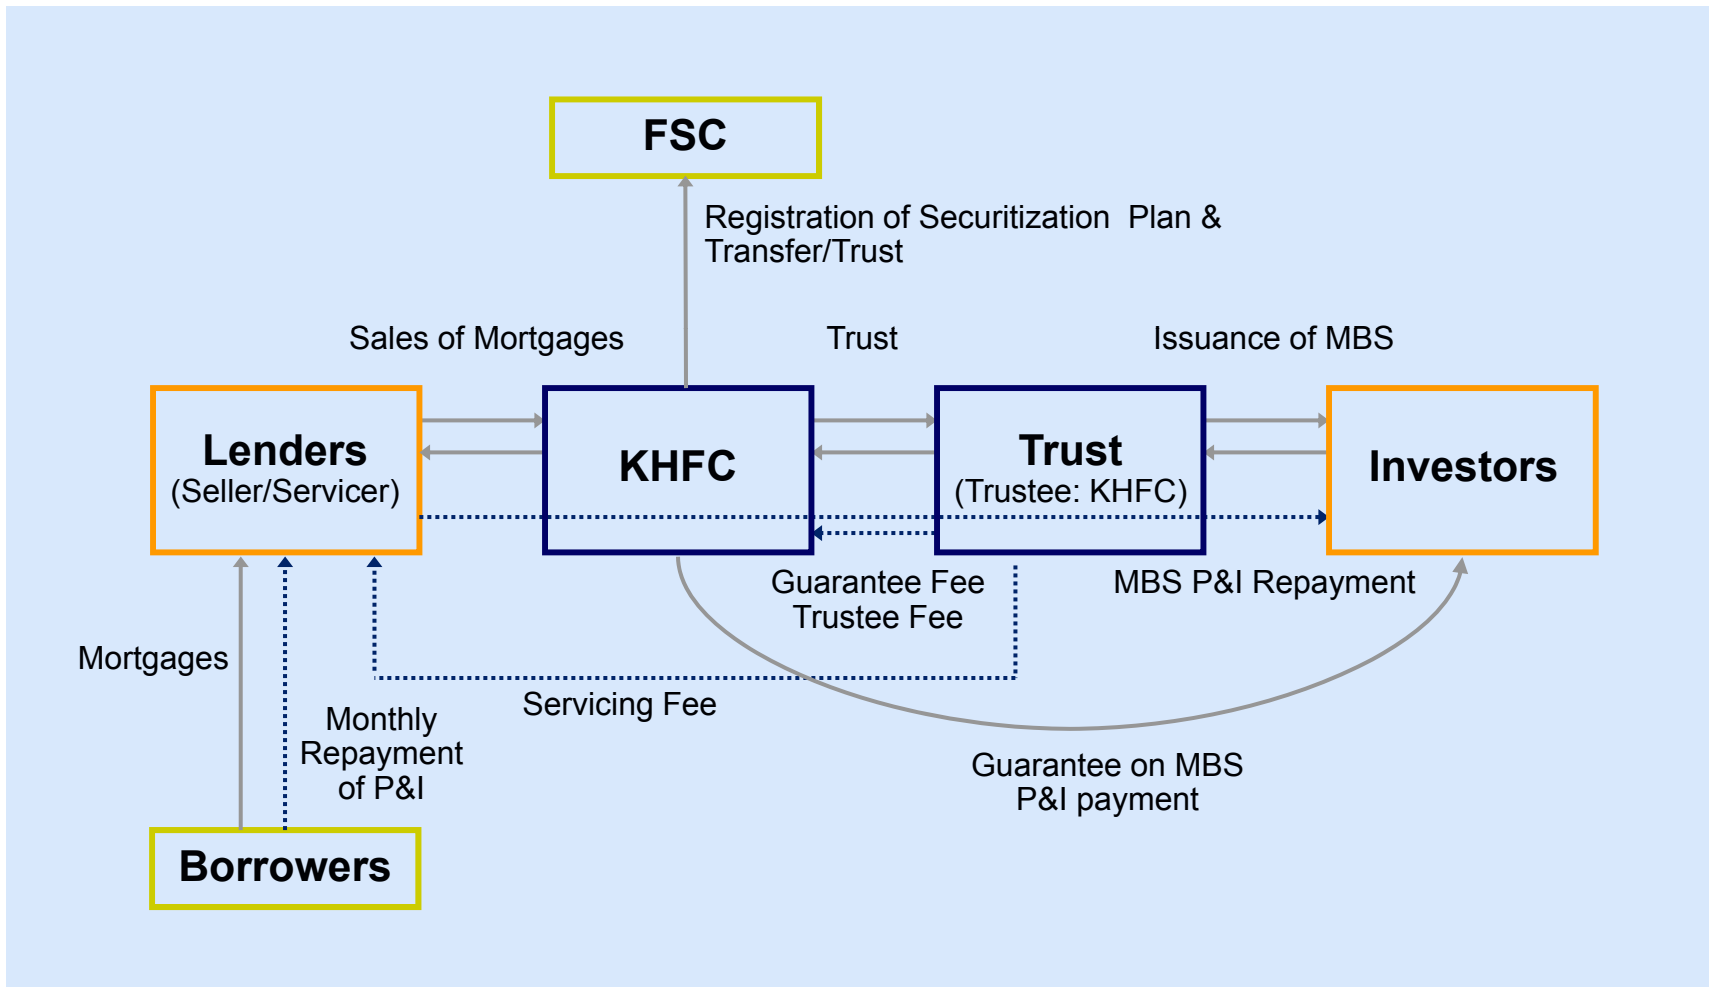 FSC
Registration of Securitization Plan &
Transfer/Trust
Sales of Mortgages
Trust
Issuance of MBS
Lenders
(Seller/Servicer)
KHFC
Trust
(Trustee: KHFC)
Investors
Guarantee Fee
Trustee Fee
MBS P&I Repayment
Mortgages
Servicing Fee
Monthly
Repayment
of P&I
Guarantee on MBS
P&I payment
Borrowers